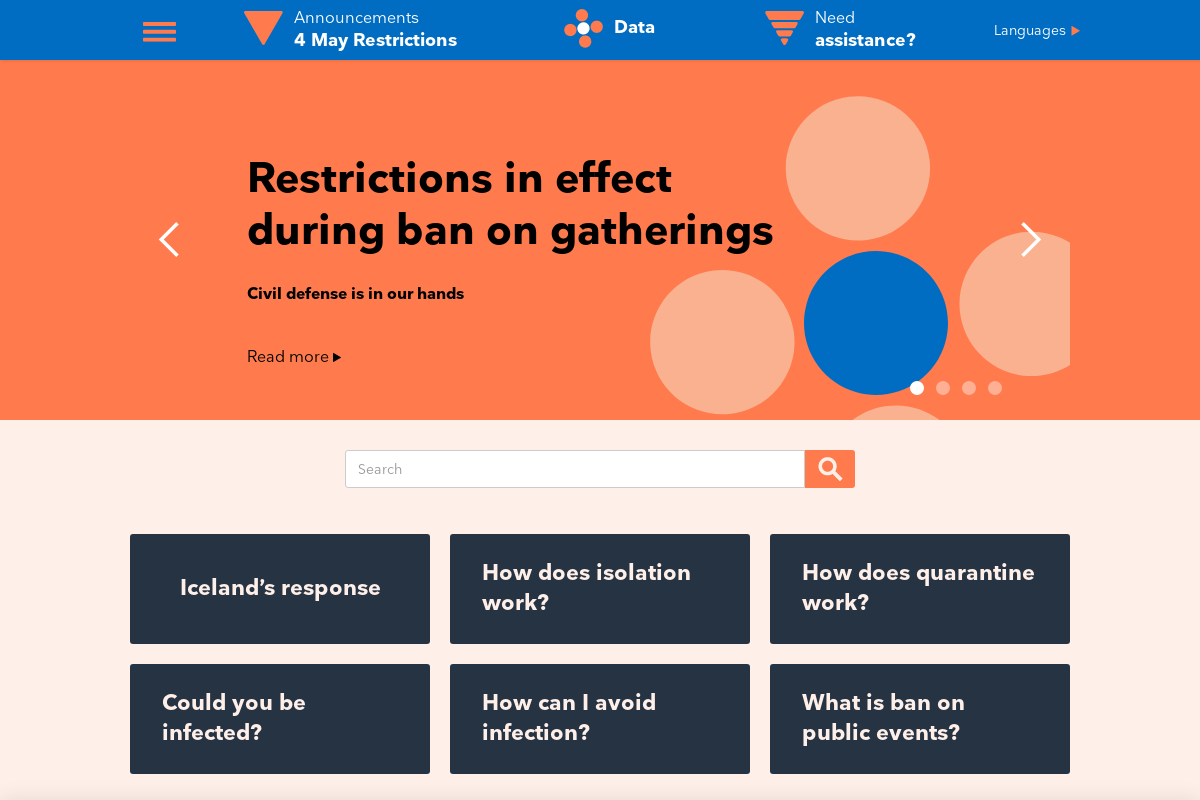 Announcements
4 May Restrictions
Data
Need
assistance?
Languages
Restrictions in effect
during ban on gatherings
Civil defense is in our hands
Read more
Search
Iceland’s response
How does isolation
work?
How does quarantine
work?
Could you be
infected?
How can I avoid
infection?
What is ban on
public events?